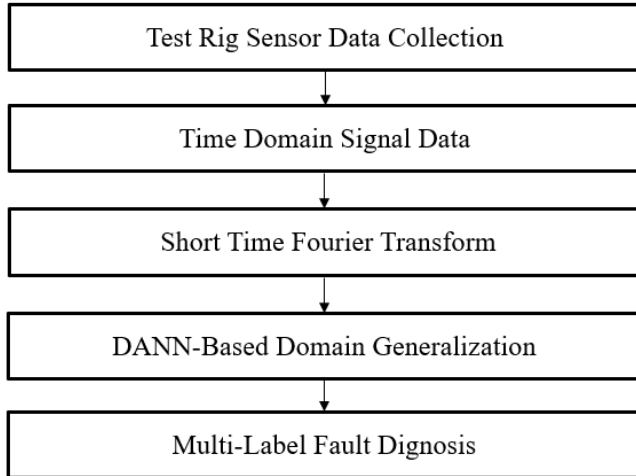 Test Rig Sensor Data Collection
Time Domain Signal Data
Short Time Fourier Transform
DANN-Based Domain Generalization
Multi-Label Fault Dignosis